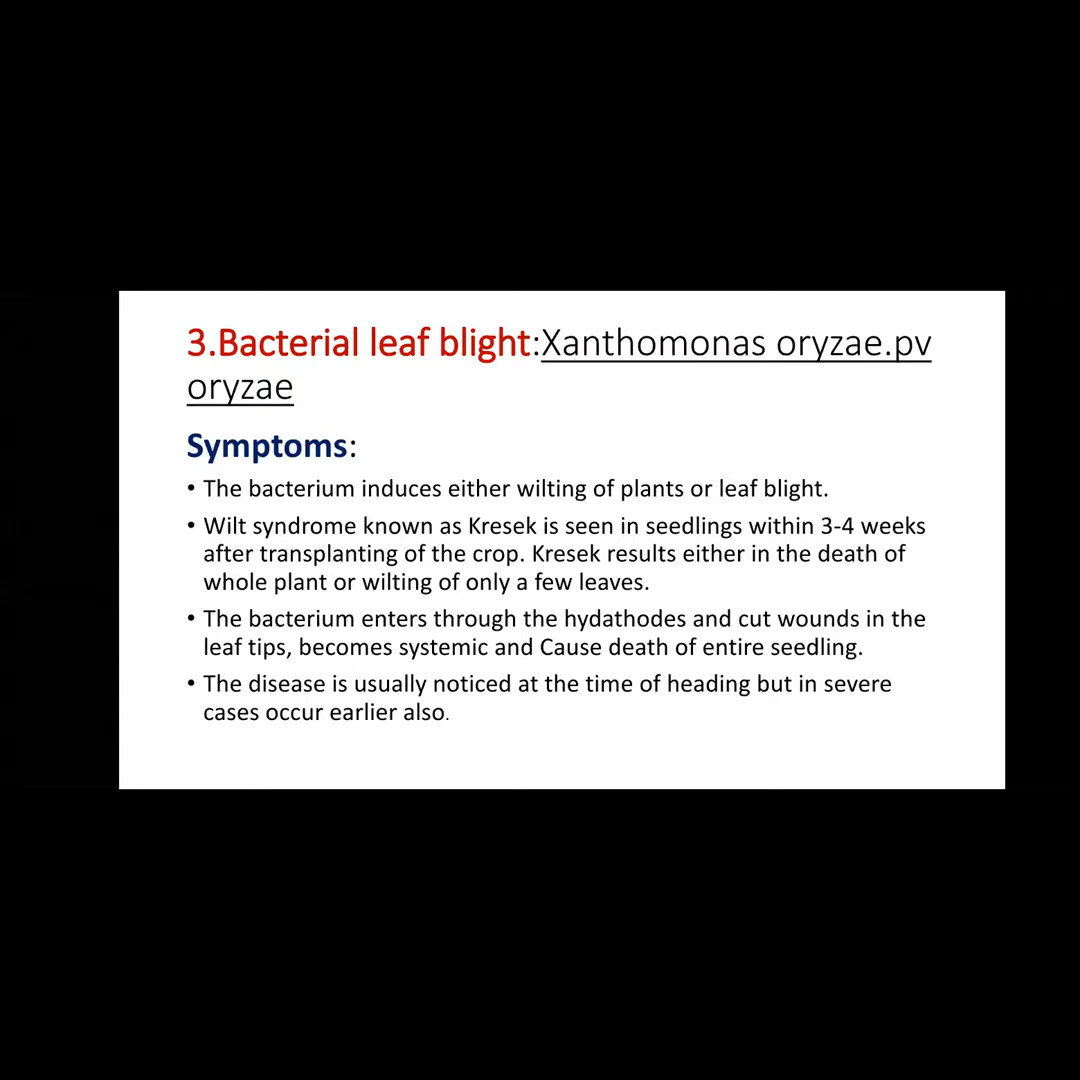 3.Bacterial leaf blight:Xanthomonas oryzae.pv
oryzae
Symptoms:
• The bacterium induces either wilting of plants or leaf blight.
• Wilt syndrome known as Kresek is seen in seedlings within 3-4 weeks
after transplanting of the crop. Kresek results either in the death of
whole plant or wilting of only a few leaves.
• The bacterium enters through the hydathodes and cut wounds in the
leaf tips, becomes systemic and Cause death of entire seedling.
• The disease is usually noticed at the time of heading but in severe
cases occur earlier also.